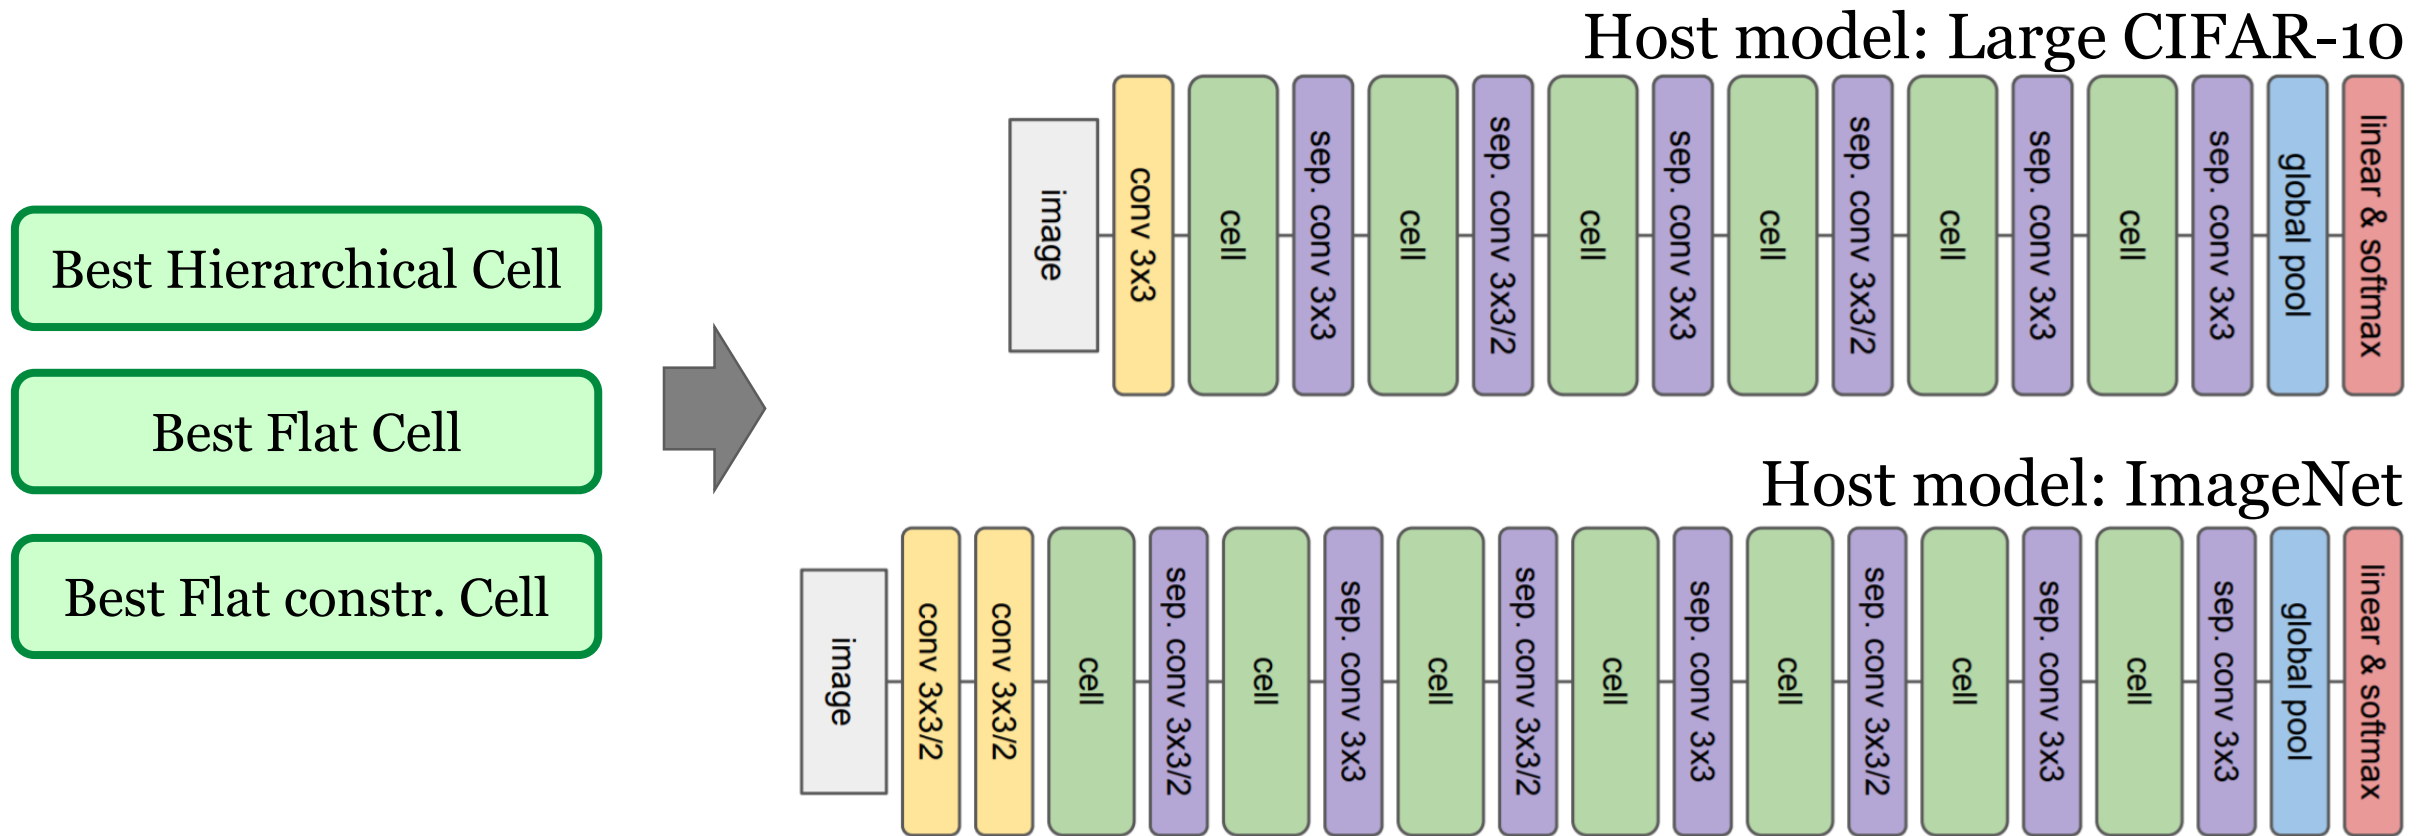 Best Hierarchical Cell
Best Flat Cell
Best Flat constr. Cell
Host model: Large CIFAR-10
image
conv 3x3
cell
sep. conv 3x3
cell
sep. conv 3x3/2
cell
sep. conv 3x3
cell
sep. conv 3x3/2
cell
sep. conv 3x3
cell
sep. conv 3x3
global pool
linear & softmax
Host model: ImageNet
image
conv 3x3/2
conv 3x3/2
cell
sep. conv 3x3/2
cell
sep. conv 3x3
cell
sep. conv 3x3/2
cell
sep. conv 3x3
cell
sep. conv 3x3/2
cell
sep. conv 3x3
cell
sep. conv 3x3
global pool
linear & softmax